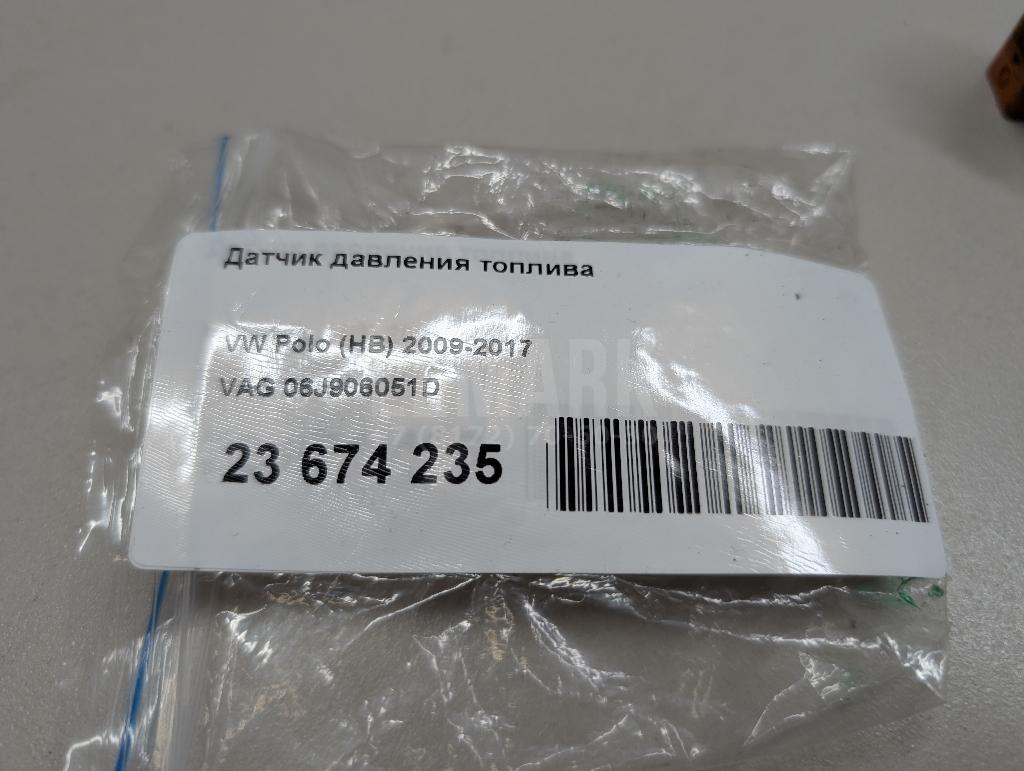 Датчик давления топлива
VW Polo (HB) 2009-2017
VAG 06J906051D
23 674 235